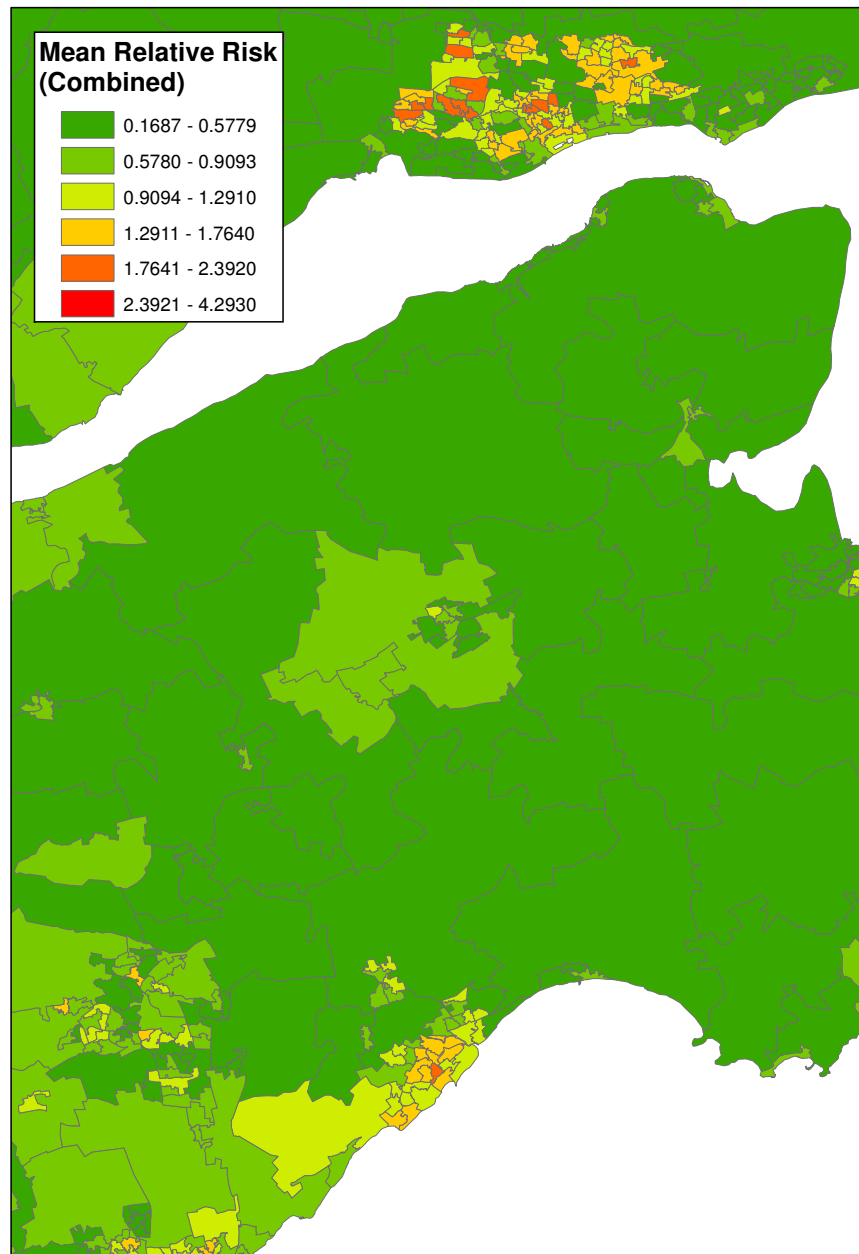 Mean Relative Risk
(Combined)
0.1687 - 0.5779
0.5780 - 0.9093
0.9094 - 1.2910
1.2911 - 1.7640
1.7641 - 2.3920
2.3921 - 4.2930